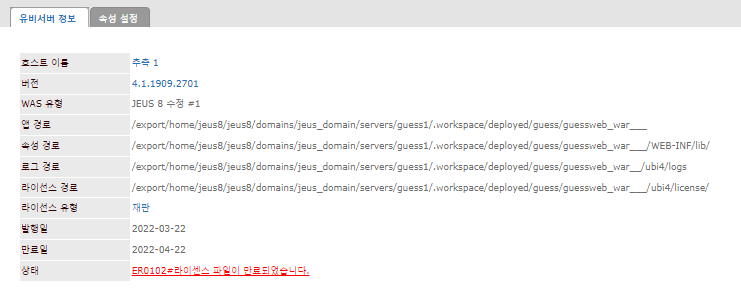 유비서버 정보
속성 설정
호스트 이름 추측 1
버전 4.1.1909.2701
WAS 유형 JEUS 8 수정 #1
앱 경로 /export/home/jeus8/jeus8/domains/jeus_domain/servers/guess1/.workspace/deployed/guess/guessweb_war___
속성 경로 /export/home/jeus8/jeus8/domains/jeus_domain/servers/guess1/.workspace/deployed/guess/guessweb_war___/WEB-INF/lib/
로그 경로 /export/home/jeus8/jeus8/domains/jeus_domain/servers/guess1/.workspace/deployed/guess/guessweb_war__/ubi4/logs
라이선스 경로 /export/home/jeus8/jeus8/domains/jeus_domain/servers/guess1/.workspace/deployed/guess/guessweb_war___/ubi4/license/
라이선스 유형 재판
발행일 2022-03-22
만료일 2022-04-22
상태 ER0102#라이센스 파일이 만료되었습니다.